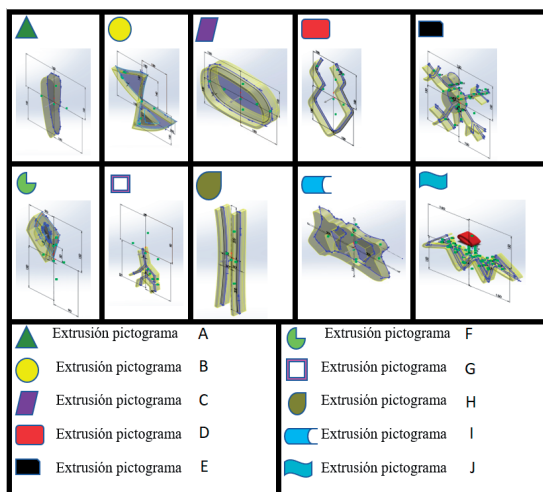 Extrusión pictograma A
Extrusión pictograma B
Extrusión pictograma C
Extrusión pictograma D
Extrusión pictograma E
Extrusión pictograma F
Extrusión pictograma G
Extrusión pictograma H
Extrusión pictograma I
Extrusión pictograma J